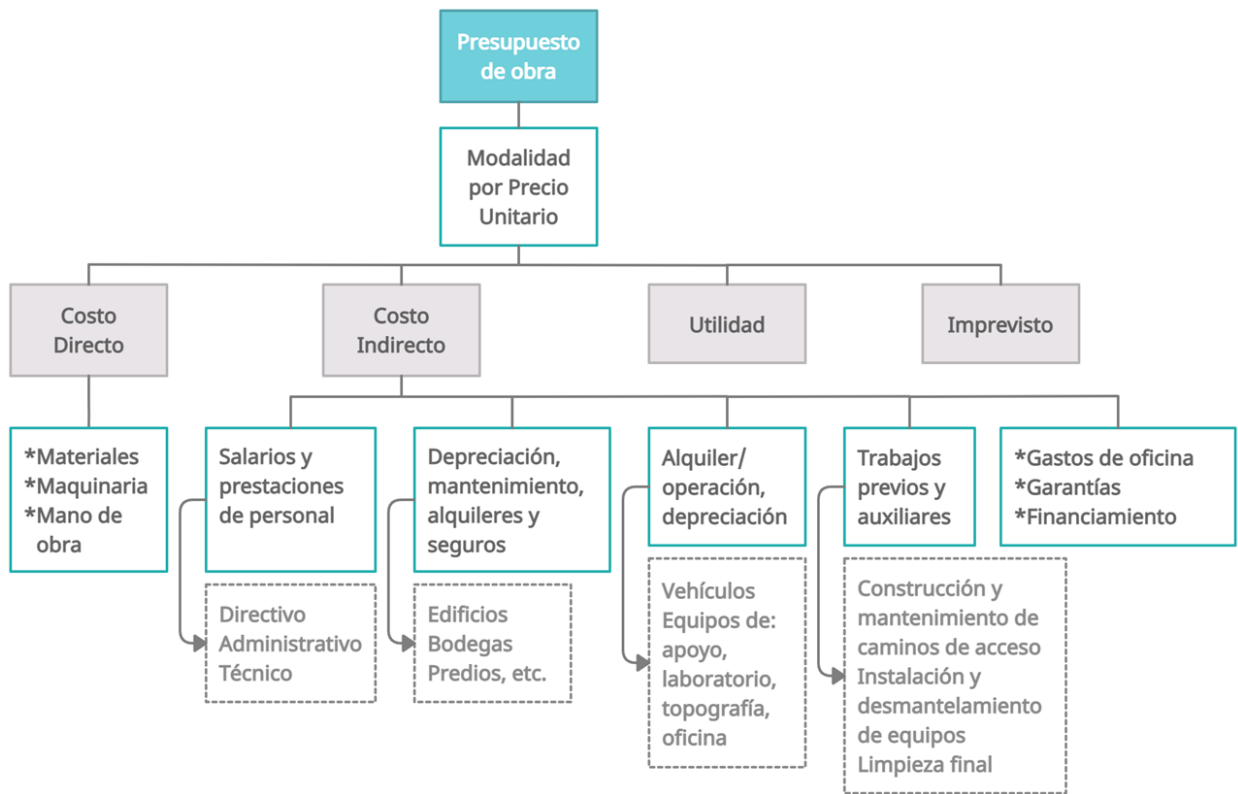 Presupuesto
de obra
Modalidad
por Precio
Unitario
Costo
Directo
Costo
Indirecto
Utilidad
Imprevisto
*Materiales
*Maquinaria
*Mano de
obra
Salarios y
prestaciones
de personal
Depreciación,
mantenimiento,
alquileres y
seguros
Alquiler/
operación,
depreciación
Trabajos
previos y
auxiliares
*Gastos de oficina
*Garantías
*Financiamiento
Directivo
Administrativo
Técnico
Edificios
Bodegas
Predios, etc.
Vehículos
Equipos de:
apoyo,
laboratorio,
topografía,
oficina
Construcción y
mantenimiento de
caminos de acceso
Instalación y
desmantelamiento
de equipos
Limpieza final